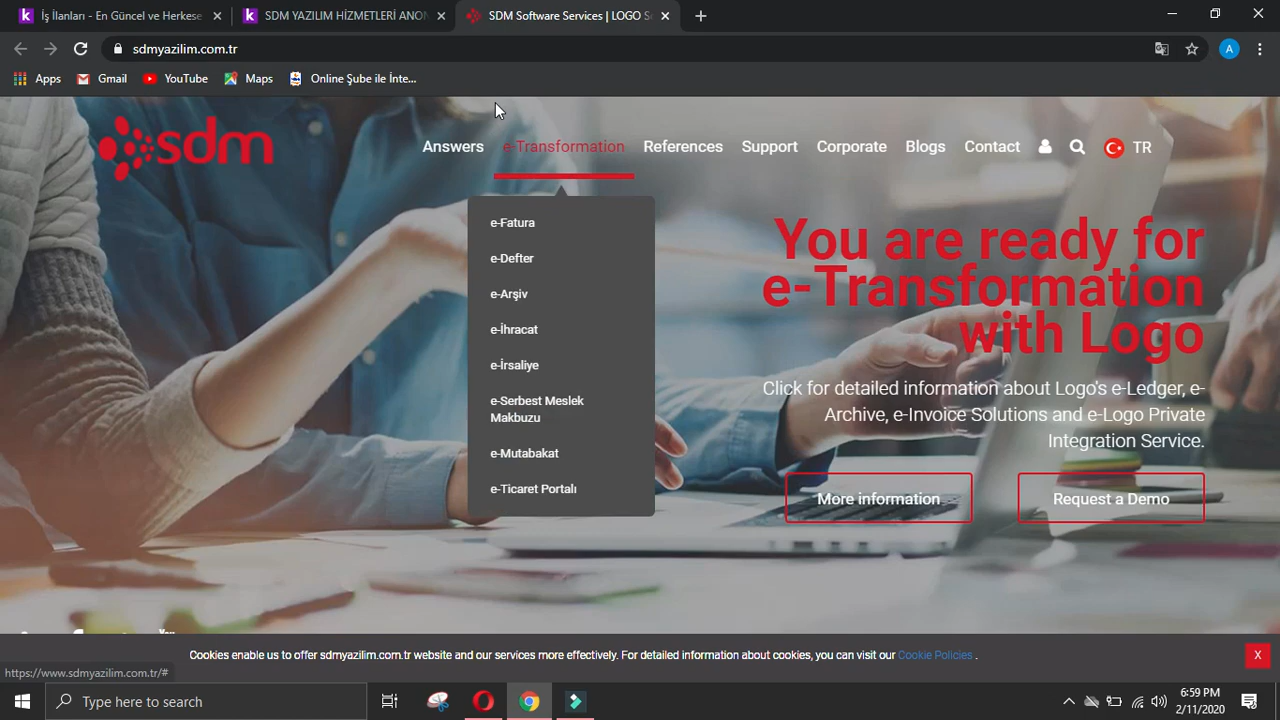 İş İlanları - En Güncel ve Herkese
SDM YAZILIM HİZMETLERİ ANON
SDM Software Services | LOGO S
sdmyazilim.com.tr
A
Apps
Gmail
YouTube
Maps
Online Şube ile İnte...
sdm
Answers
e-Transformation
References
Support
Corporate
Blogs
Contact
TR
e-Fatura
e-Defter
e-Arşiv
e-İhracat
e-İrsaliye
e-Serbest Meslek
Makbuzu
e-Mutabakat
e-Ticaret Portalı
You are ready for
e-Transformation
with Logo
Click for detailed information about Logo's e-Ledger, e-
Archive, e-Invoice Solutions and e-Logo Private
Integration Service.
More information
Request a Demo
Cookies enable us to offer sdmyazilim.com.tr website and our services more effectively. For detailed information about cookies, you can visit our Cookie Policies .
X
https://www.sdmyazilim.com.tr/#
Type here to search
6:59 PM
2/11/2020